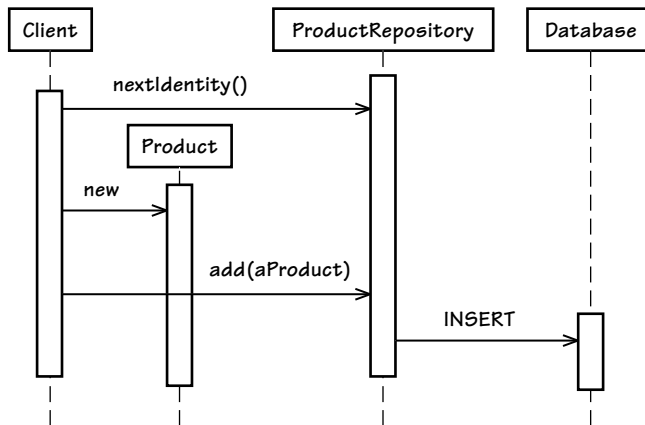 Client
ProductRepository
Database
nextIdentity()
Product
new
add(aProduct)
INSERT